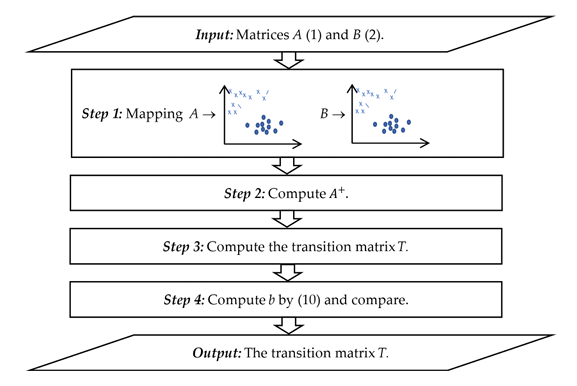 Input: Matrices A (1) and B (2).
Step 1: Mapping A → B →
Step 2: Compute A⁺.
Step 3: Compute the transition matrix T.
Step 4: Compute b by (10) and compare.
Output: The transition matrix T.